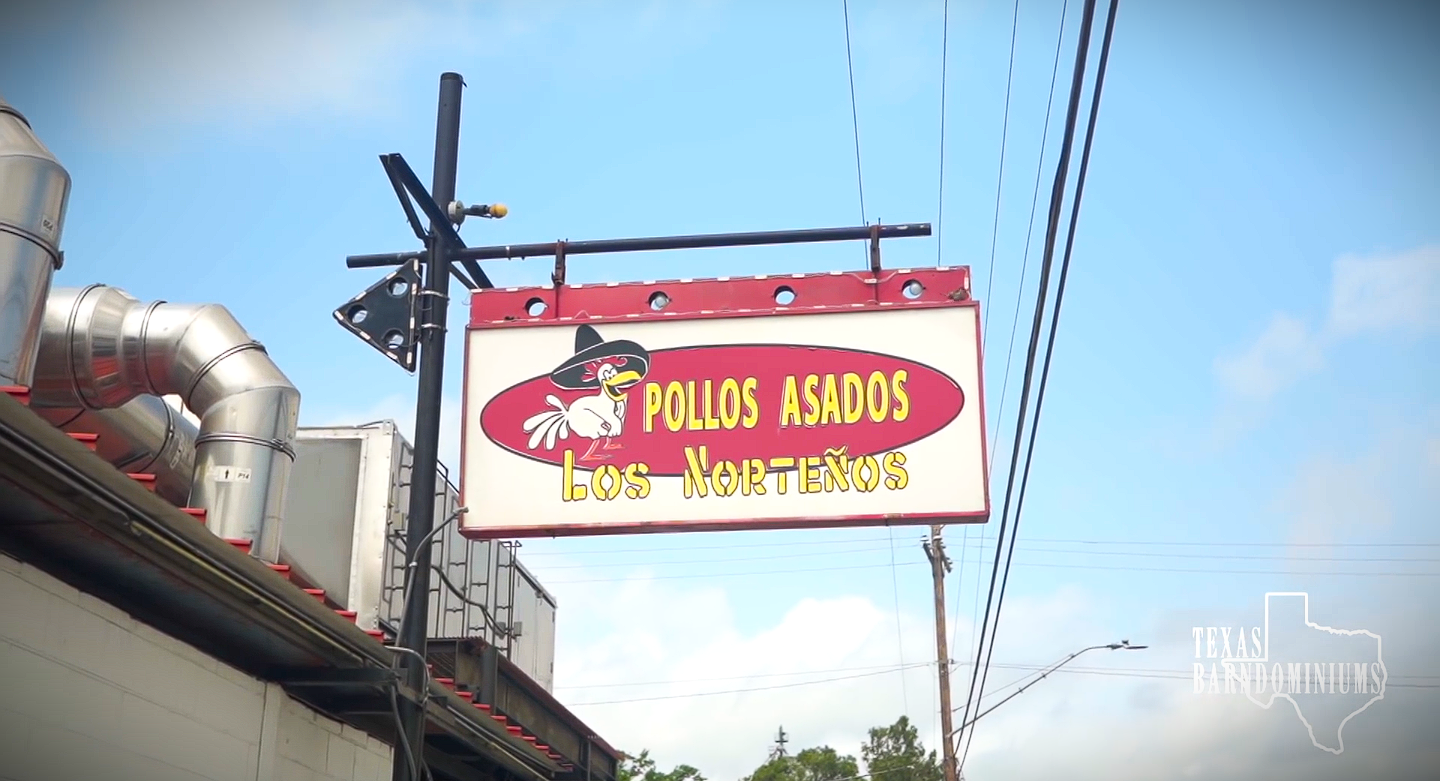 POLLOS ASADOS
LOS NORTEÑOS
TEXAS
BARNDOMINIUMS